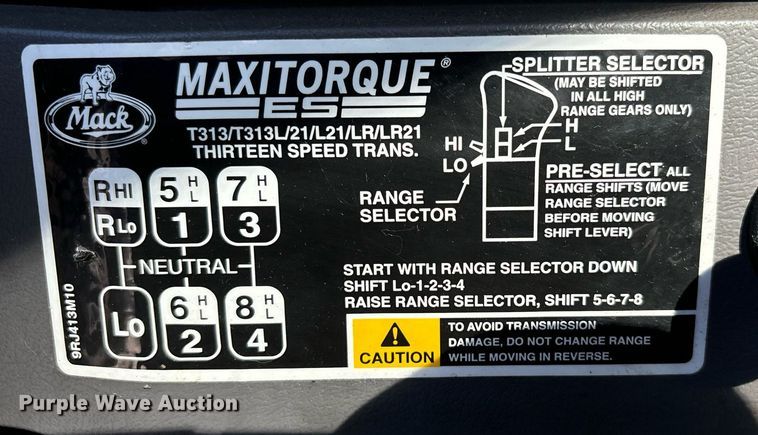 MAXITORQUE®
ES
T313/T313L/21/L21/LR/LR21
THIRTEEN SPEED TRANS.
Mack
SPLITTER SELECTOR
(MAY BE SHIFTED
IN ALL HIGH
RANGE GEARS ONLY)
H
L
HI
LO
RANGE
SELECTOR
PRE-SELECT ALL
RANGE SHIFTS (MOVE
RANGE SELECTOR
BEFORE MOVING
SHIFT LEVER)
R HI 5 H L 7 H L
R Lo 1 3
NEUTRAL
Lo 6 H L 8 H L
2 4
START WITH RANGE SELECTOR DOWN
SHIFT Lo-1-2-3-4
RAISE RANGE SELECTOR, SHIFT 5-6-7-8
CAUTION
TO AVOID TRANSMISSION
DAMAGE, DO NOT CHANGE RANGE
WHILE MOVING IN REVERSE.
9RJ413M10
Purple Wave Auction